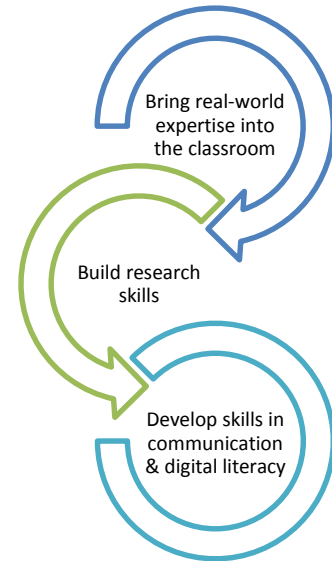 Bring real-world
expertise into
the classroom
Build research
skills
Develop skills in
communication
& digital literacy